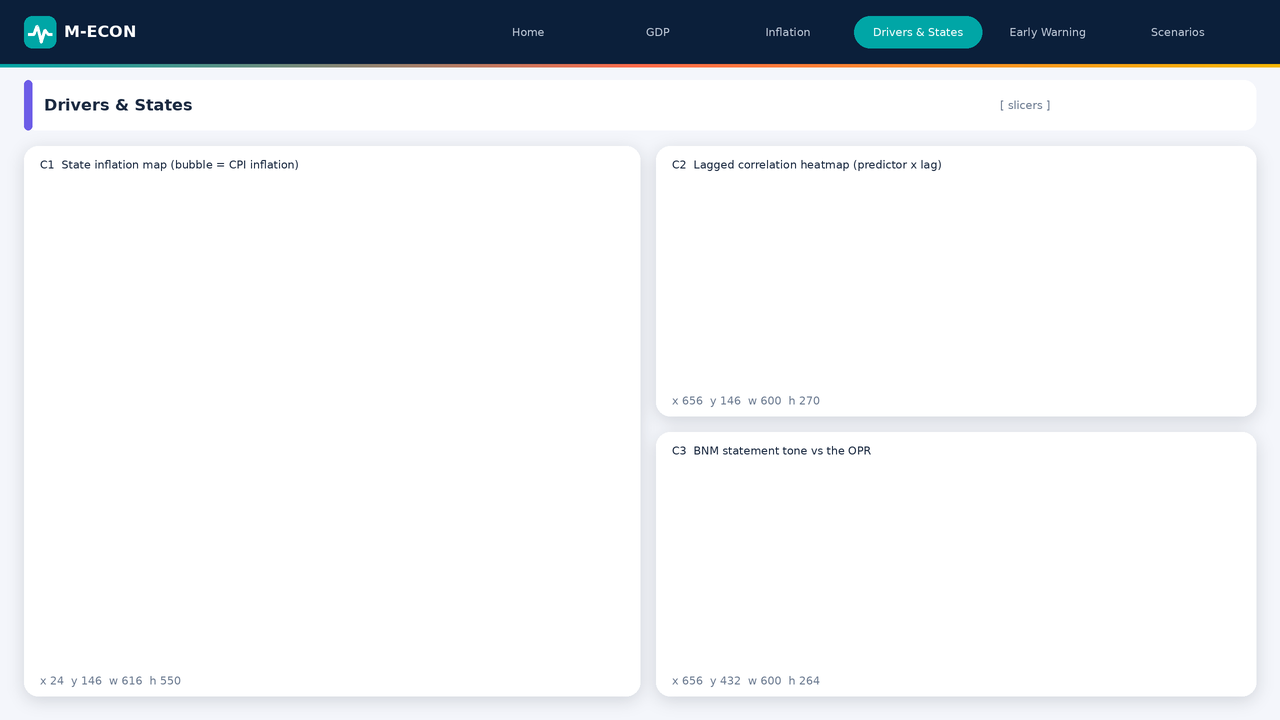 M-ECON
Home
GDP
Inflation
Drivers & States
Early Warning
Scenarios
Drivers & States
[ slicers ]
C1  State inflation map (bubble = CPI inflation)
x 24  y 146  w 616  h 550
C2  Lagged correlation heatmap (predictor x lag)
x 656  y 146  w 600  h 270
C3  BNM statement tone vs the OPR
x 656  y 432  w 600  h 264